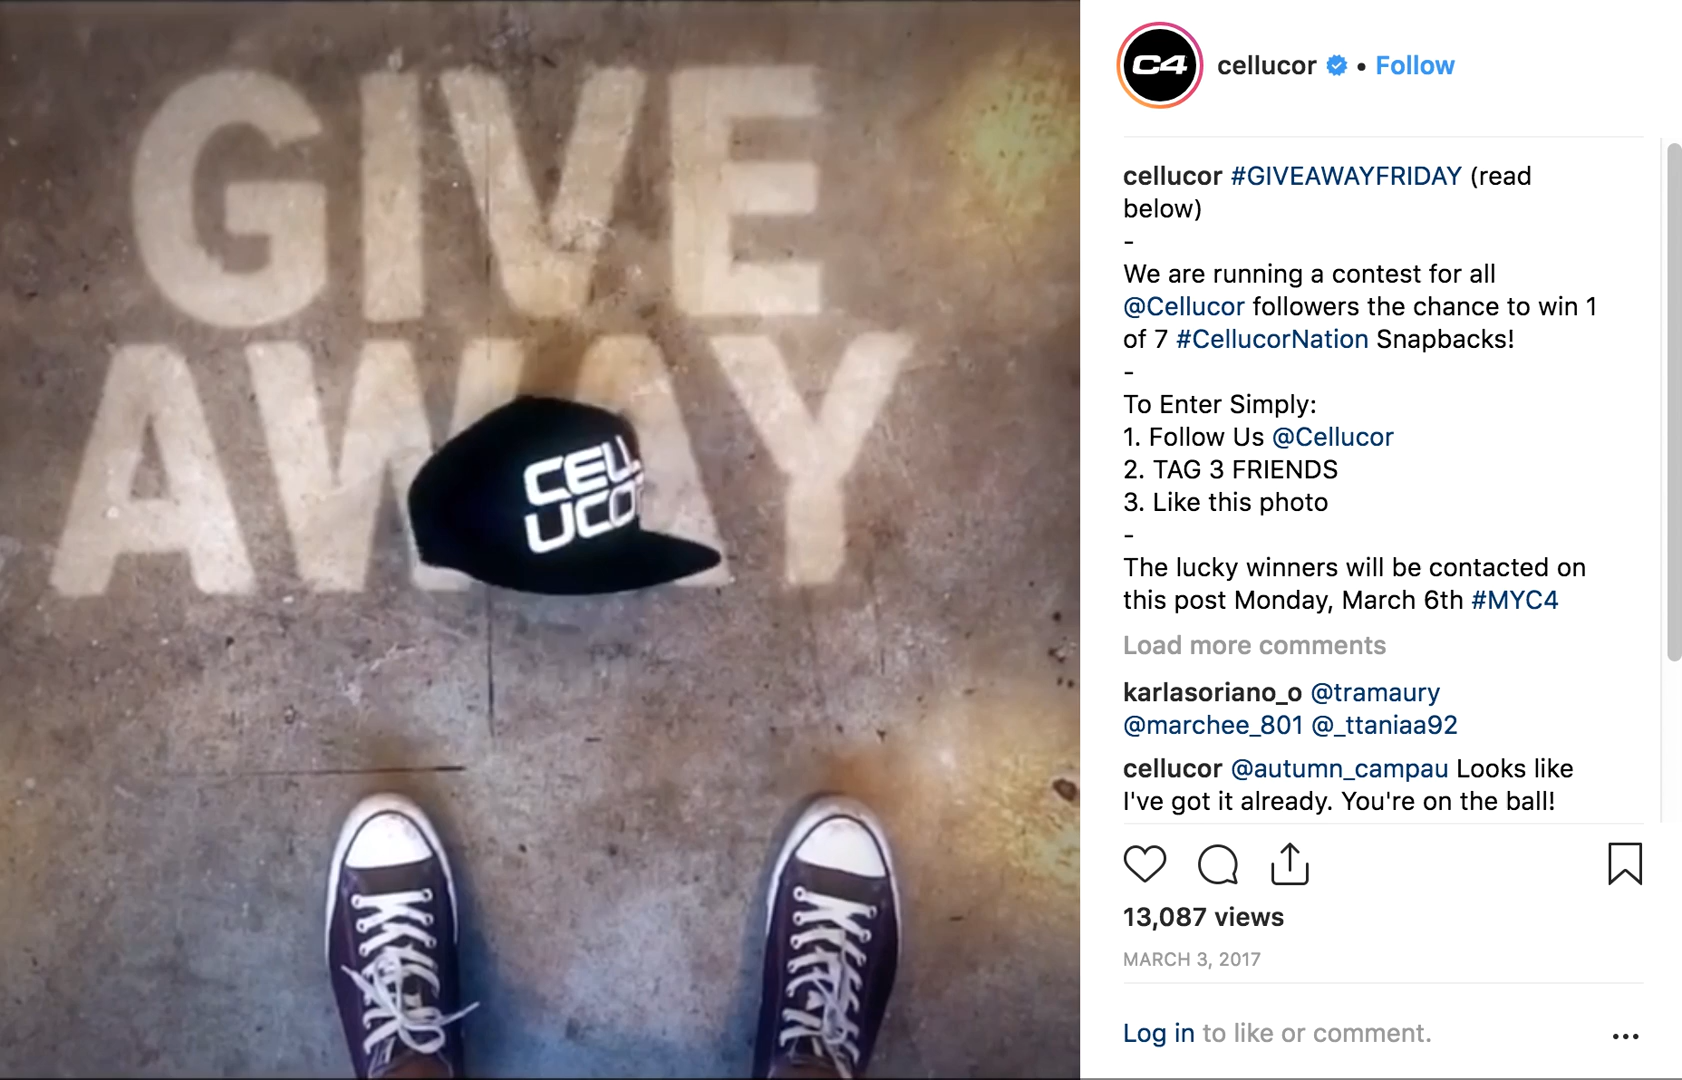 GIVE
AWAY
CELL
UCO
C4
cellucor • Follow
cellucor #GIVEAWAYFRIDAY (read
below)
-
We are running a contest for all
@Cellucor followers the chance to win 1
of 7 #CellucorNation Snapbacks!
-
To Enter Simply:
1. Follow Us @Cellucor
2. TAG 3 FRIENDS
3. Like this photo
-
The lucky winners will be contacted on
this post Monday, March 6th #MYC4
Load more comments
karlasoriano_o @tramaury
@marchee_801 @_ttaniaa92
cellucor @autumn_campau Looks like
I've got it already. You're on the ball!
13,087 views
MARCH 3, 2017
Log in to like or comment.